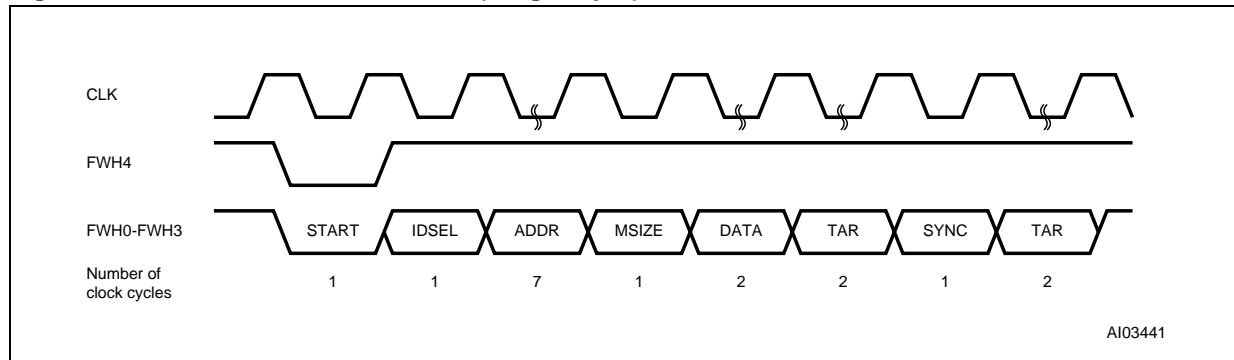 CLK
FWH4
FWH0-FWH3 START IDSEL ADDR MSIZE DATA TAR SYNC TAR
Number of
clock cycles 1 1 7 1 2 2 1 2
AI03441